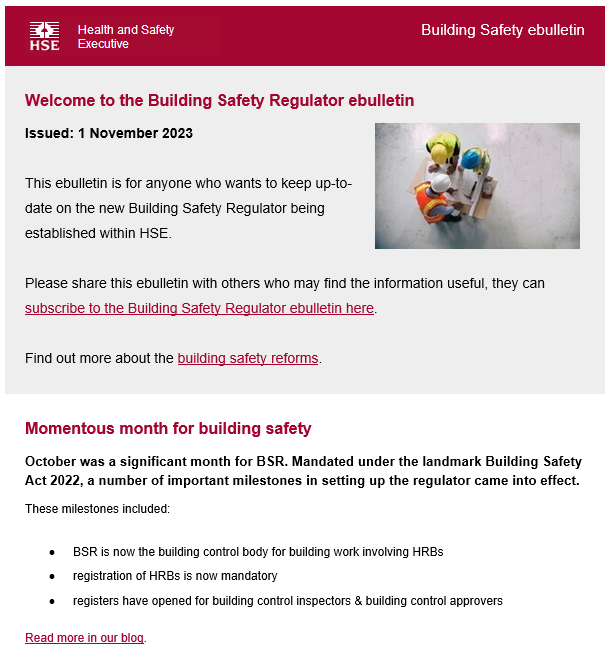 HSE
Health and Safety
Executive
Building Safety ebulletin
Welcome to the Building Safety Regulator ebulletin
Issued: 1 November 2023
This ebulletin is for anyone who wants to keep up-to-
date on the new Building Safety Regulator being
established within HSE.
Please share this ebulletin with others who may find the information useful, they can
subscribe to the Building Safety Regulator ebulletin here.
Find out more about the building safety reforms.
Momentous month for building safety
October was a significant month for BSR. Mandated under the landmark Building Safety
Act 2022, a number of important milestones in setting up the regulator came into effect.
These milestones included:
• BSR is now the building control body for building work involving HRBs
• registration of HRBs is now mandatory
• registers have opened for building control inspectors & building control approvers
Read more in our blog.